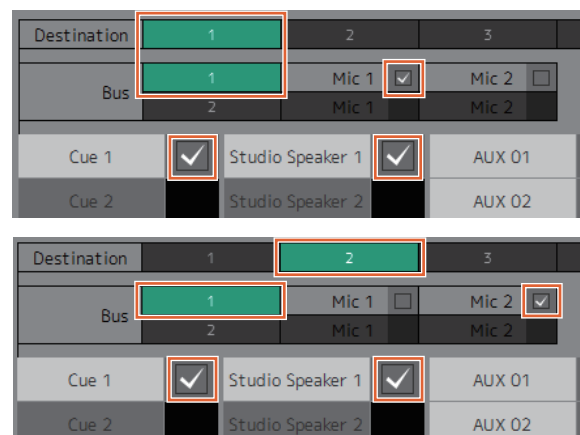 Destination 1 2 3
Bus 1 Mic 1 Mic 2
2 Mic 1 Mic 2
Cue 1 Studio Speaker 1 AUX 01
Cue 2 Studio Speaker 2 AUX 02
Destination 1 2 3
Bus 1 Mic 1 Mic 2
2 Mic 1 Mic 2
Cue 1 Studio Speaker 1 AUX 01
Cue 2 Studio Speaker 2 AUX 02